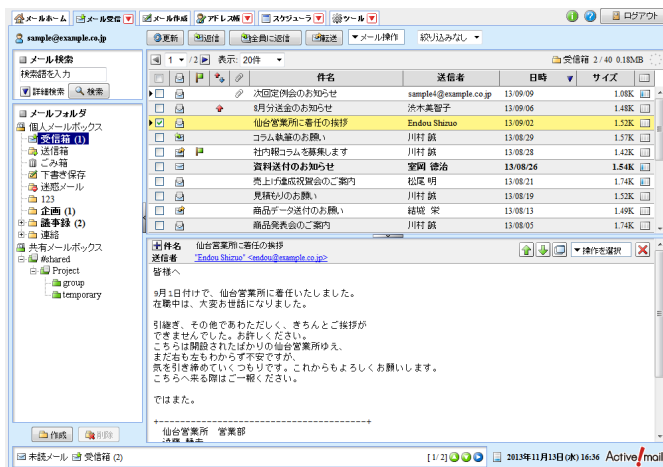 メールホーム メール受信 メール作成 アドレス帳 スケジューラ ツール ログアウト
sample@example.co.jp 更新 返信 全員に返信 転送 メール操作 絞り込みなし
メール検索
検索語を入力
詳細検索 検索
メールフォルダ
個人メールボックス
受信箱 (1)
送信箱
ごみ箱
下書き保存
迷惑メール
123
企画 (1)
議事録 (2)
連絡
共有メールボックス
#shared
Project
group
temporary
作成 削除
1 /2 表示: 20件 受信箱 2 / 40 0.18MB
件名 送信者 日時 サイズ
次回定例会のお知らせ sample4@example.co.jp 13/09/09 1.08K
8月分送金のお知らせ 渋木美智子 13/09/06 1.48K
仙台営業所に着任の挨拶 Endou Shizuo 13/09/02 1.52K
コラム執筆のお願い 川村 誠 13/08/29 1.57K
社内報コラムを募集します 川村 誠 13/08/28 1.42K
資料送付のお知らせ 室岡 徳治 13/08/26 1.54K
売上げ達成祝賀会のご案内 松尾 明 13/08/21 1.74K
見積もりのお願い 川村 誠 13/08/19 1.52K
商品データ送付のお願い 結城 栄 13/08/13 1.49K
商品発表会のご案内 川村 誠 13/08/05 1.74K
件名 仙台営業所に着任の挨拶
送信者 "Endou Shizuo" <endou@example.co.jp> 操作を選択
皆様へ
9月1日付けで、仙台営業所に着任いたしました。
在職中は、大変お世話になりました。
引継ぎ、その他であわただしく、きちんとご挨拶が
できませんでした。お許しください。
こちらは開設されたばかりの仙台営業所ゆえ、
まだ右も左もわからず不安ですが、
気を引き締めていくつもりです。これからもよろしくお願いします。
こちらへ来る際はご一報ください。
ではまた。
+------------------------------------------+
仙台営業所 営業部
未読メール 受信箱 (2) [ 1/ 2] 2013年11月13日(水) 16:36 Active! mail